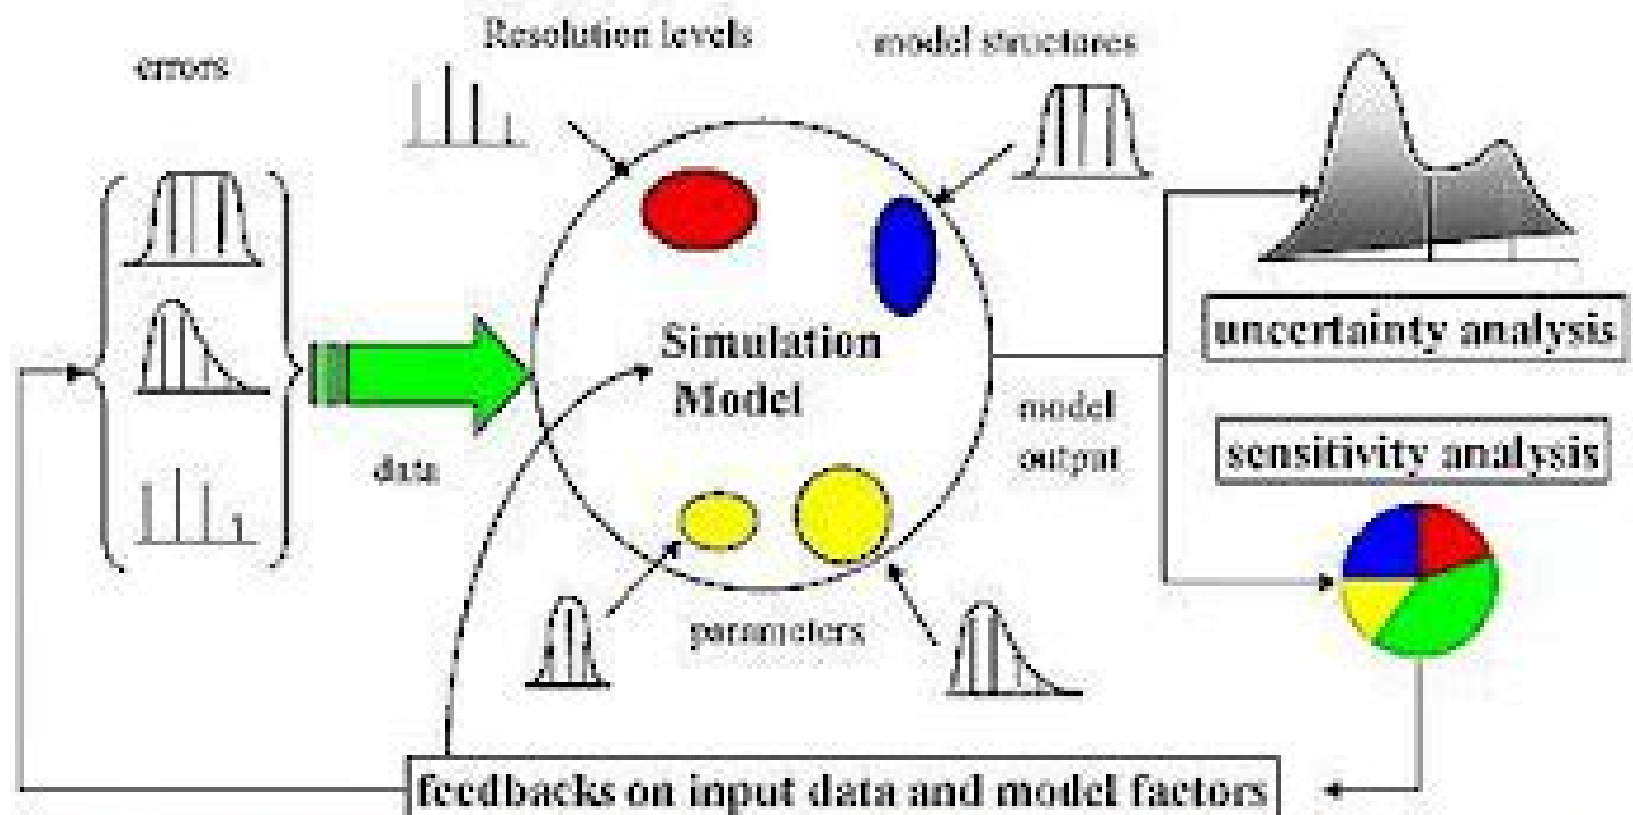 errors
Resolution levels
model structures
Simulation
Model
uncertainty analysis
model
output
sensitivity analysis
data
parameters
feedbacks on input data and model factors